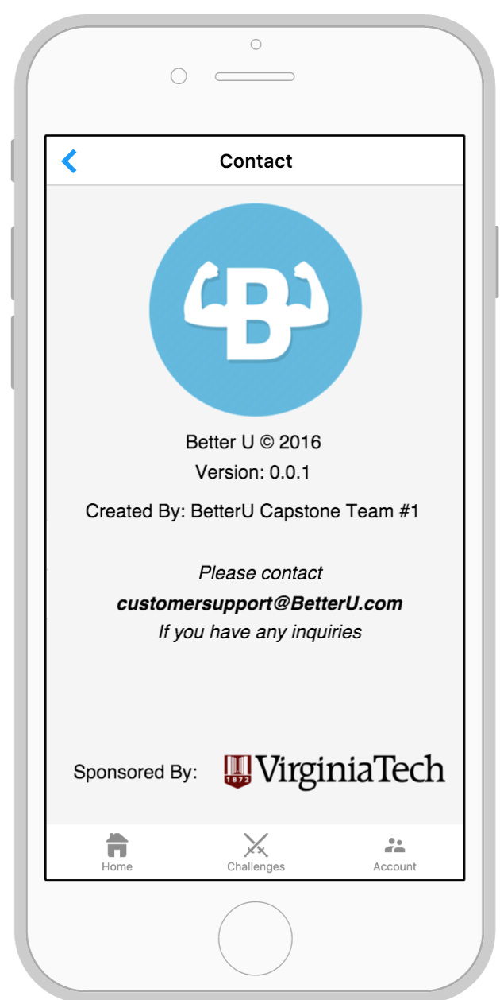 Contact
B
Better U © 2016
Version: 0.0.1
Created By: BetterU Capstone Team #1
Please contact
customersupport@BetterU.com
If you have any inquiries
Sponsored By:
1872
VirginiaTech
Home
Challenges
Account